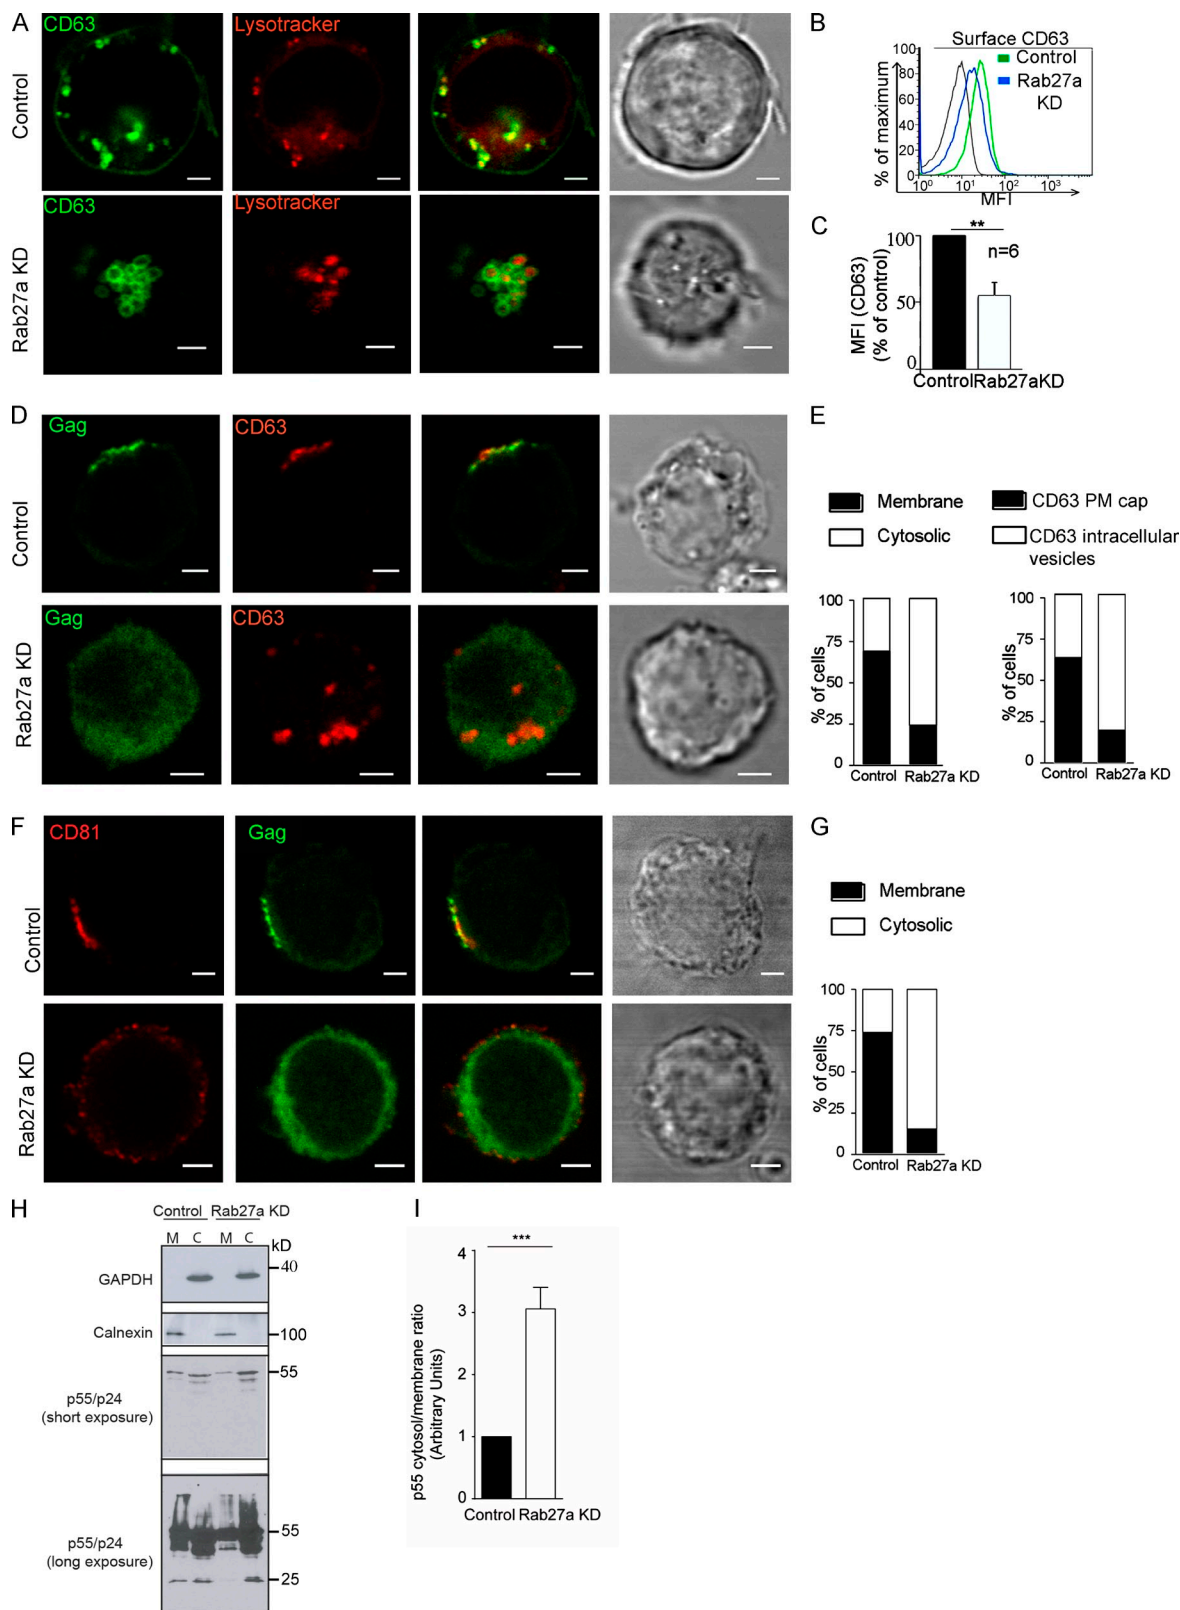 A
CD63
Lysotracker
Control
CD63
Lysotracker
Rab27a KD
B
Surface CD63
Control
Rab27a
KD
% of maximum
100
80
60
40
20
0
10⁰ 10¹ 10² 10³
MFI
C
**
n=6
MFI (CD63)
(% of control)
100
50
0
Control Rab27aKD
D
Gag
CD63
Control
Gag
CD63
Rab27a KD
E
Membrane
Cytosolic
CD63 PM cap
CD63 intracellular
vesicles
% of cells
100
75
50
25
0
Control Rab27a KD
% of cells
100
75
50
25
0
Control Rab27a KD
F
CD81
Gag
Control
Rab27a KD
G
Membrane
Cytosolic
% of cells
100
75
50
25
0
Control Rab27a KD
H
Control Rab27a KD
M C M C
kD
GAPDH
40
Calnexin
100
p55/p24
(short exposure)
55
p55/p24
(long exposure)
55
25
I
***
p55 cytosol/membrane ratio
(Arbitrary Units)
4
3
2
1
0
Control Rab27a KD